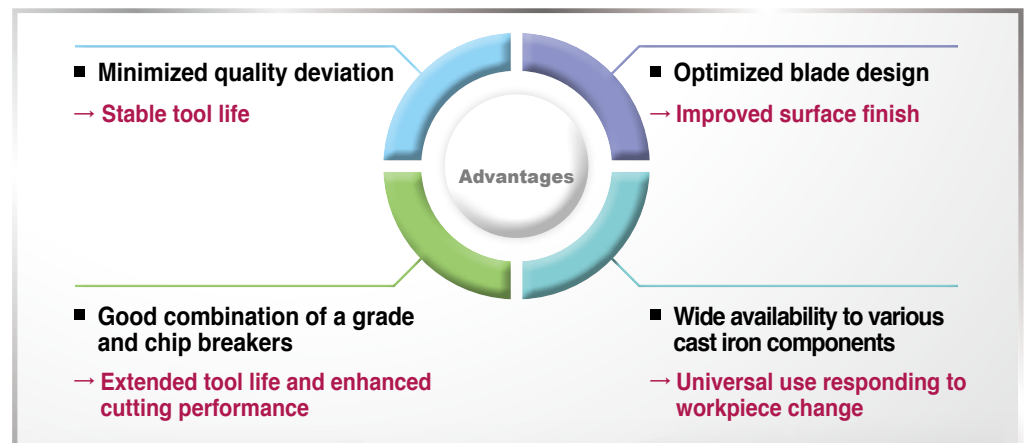 ■ Minimized quality deviation
→ Stable tool life
■ Optimized blade design
→ Improved surface finish
Advantages
■ Good combination of a grade
and chip breakers
→ Extended tool life and enhanced
cutting performance
■ Wide availability to various
cast iron components
→ Universal use responding to
workpiece change